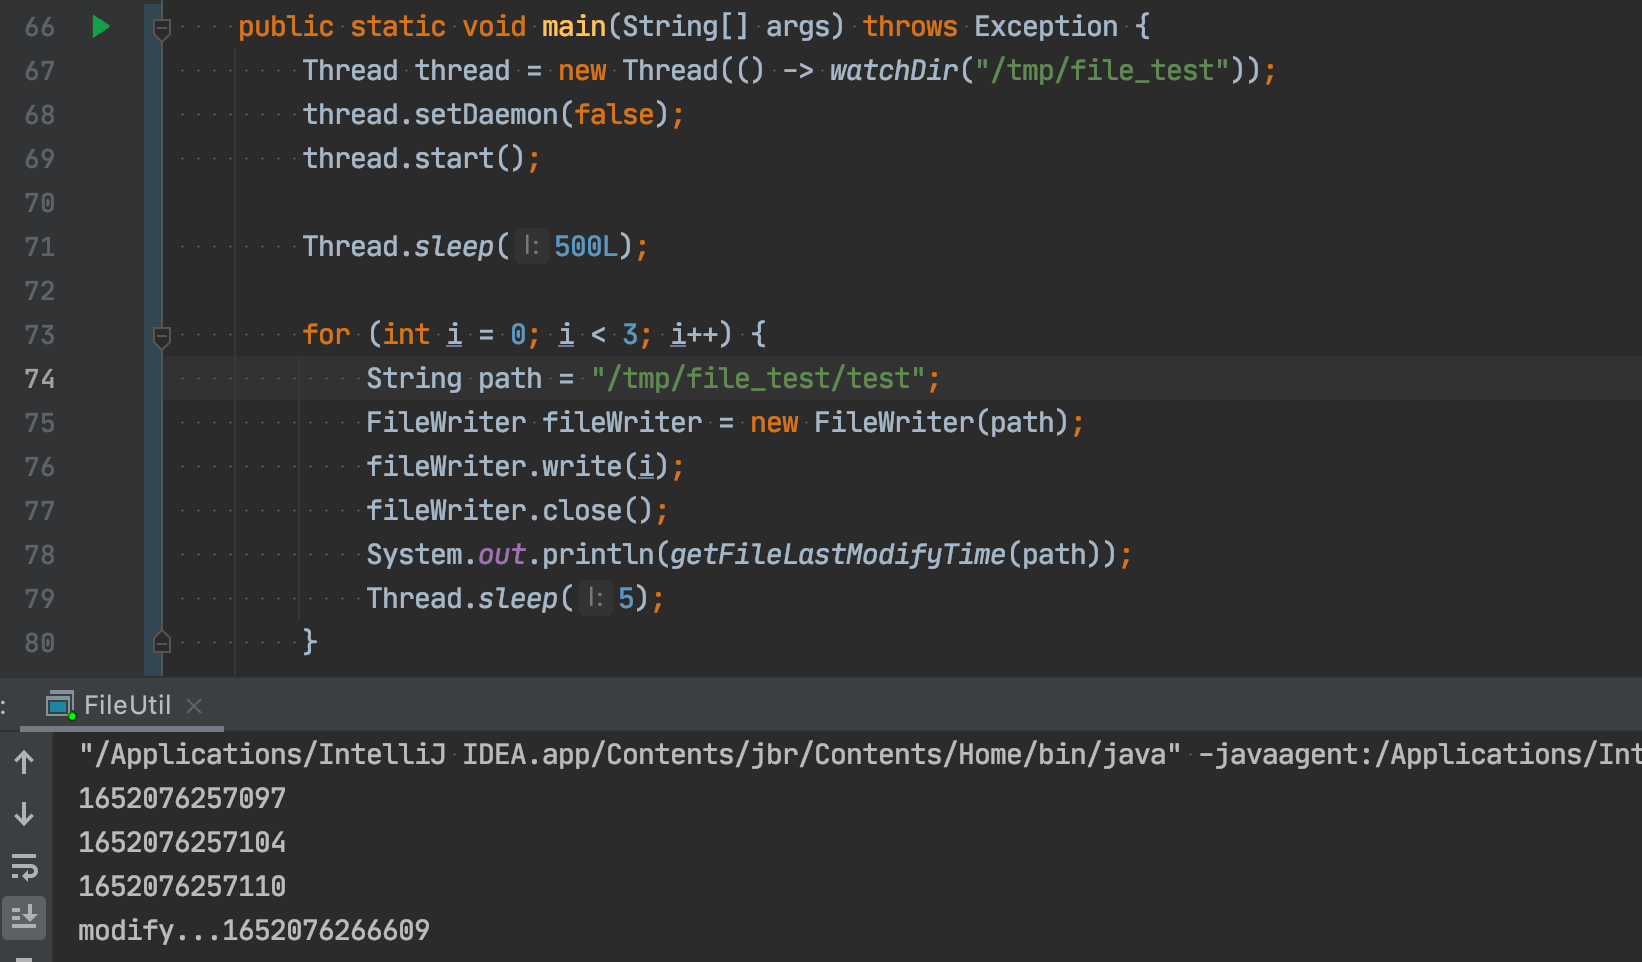 66 public static void main(String[] args) throws Exception {
67 Thread thread = new Thread(() -> watchDir("/tmp/file_test"));
68 thread.setDaemon(false);
69 thread.start();
70
71 Thread.sleep( l: 500L);
72
73 for (int i = 0; i < 3; i++) {
74 String path = "/tmp/file_test/test";
75 FileWriter fileWriter = new FileWriter(path);
76 fileWriter.write(i);
77 fileWriter.close();
78 System.out.println(getFileLastModifyTime(path));
79 Thread.sleep( l: 5);
80 }
: FileUtil ×
"/Applications/IntelliJ IDEA.app/Contents/jbr/Contents/Home/bin/java" -javaagent:/Applications/Int
1652076257097
1652076257104
1652076257110
modify...1652076266609